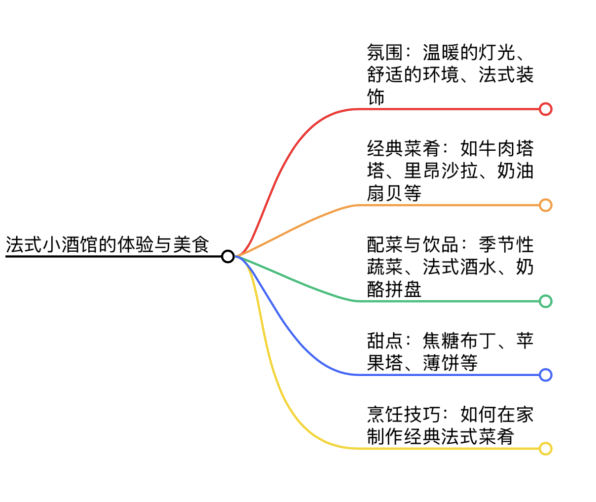 氛围：温暖的灯光、
舒适的环境、法式装
饰
经典菜肴：如牛肉塔
塔、里昂沙拉、奶油
扇贝等
法式小酒馆的体验与美食
配菜与饮品：季节性
蔬菜、法式酒水、奶
酪拼盘
甜点：焦糖布丁、苹
果塔、薄饼等
烹饪技巧：如何在家
制作经典法式菜肴